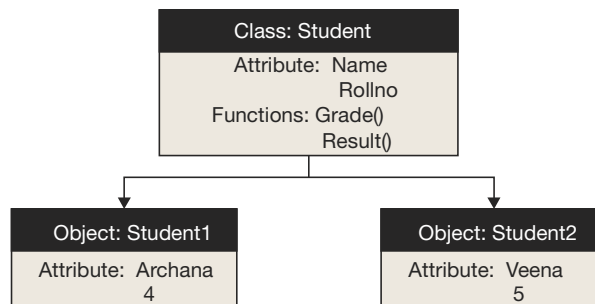 Class: Student
Attribute: Name
Rollno
Functions: Grade()
Result()
Object: Student1
Attribute: Archana
4
Object: Student2
Attribute: Veena
5